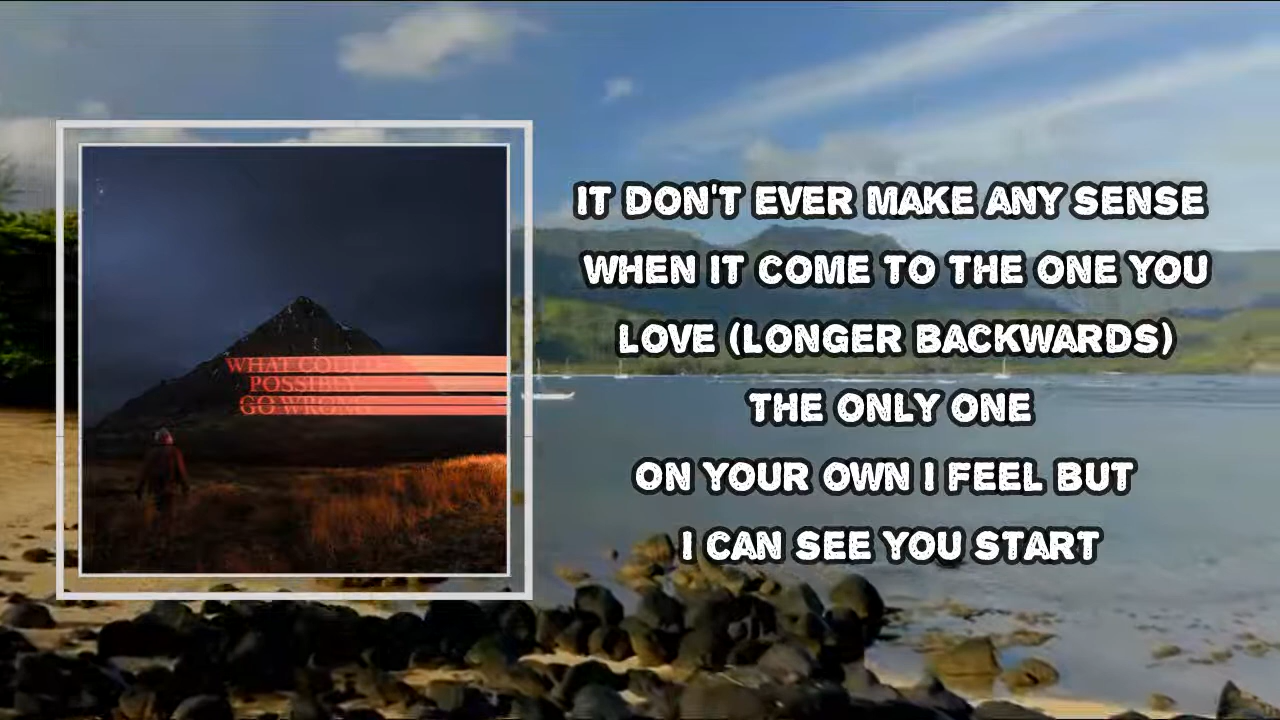 WHAT COULD
POSSIBLY
GO WRONG
IT DON'T EVER MAKE ANY SENSE
WHEN IT COME TO THE ONE YOU
LOVE (LONGER BACKWARDS)
THE ONLY ONE
ON YOUR OWN I FEEL BUT
I CAN SEE YOU START